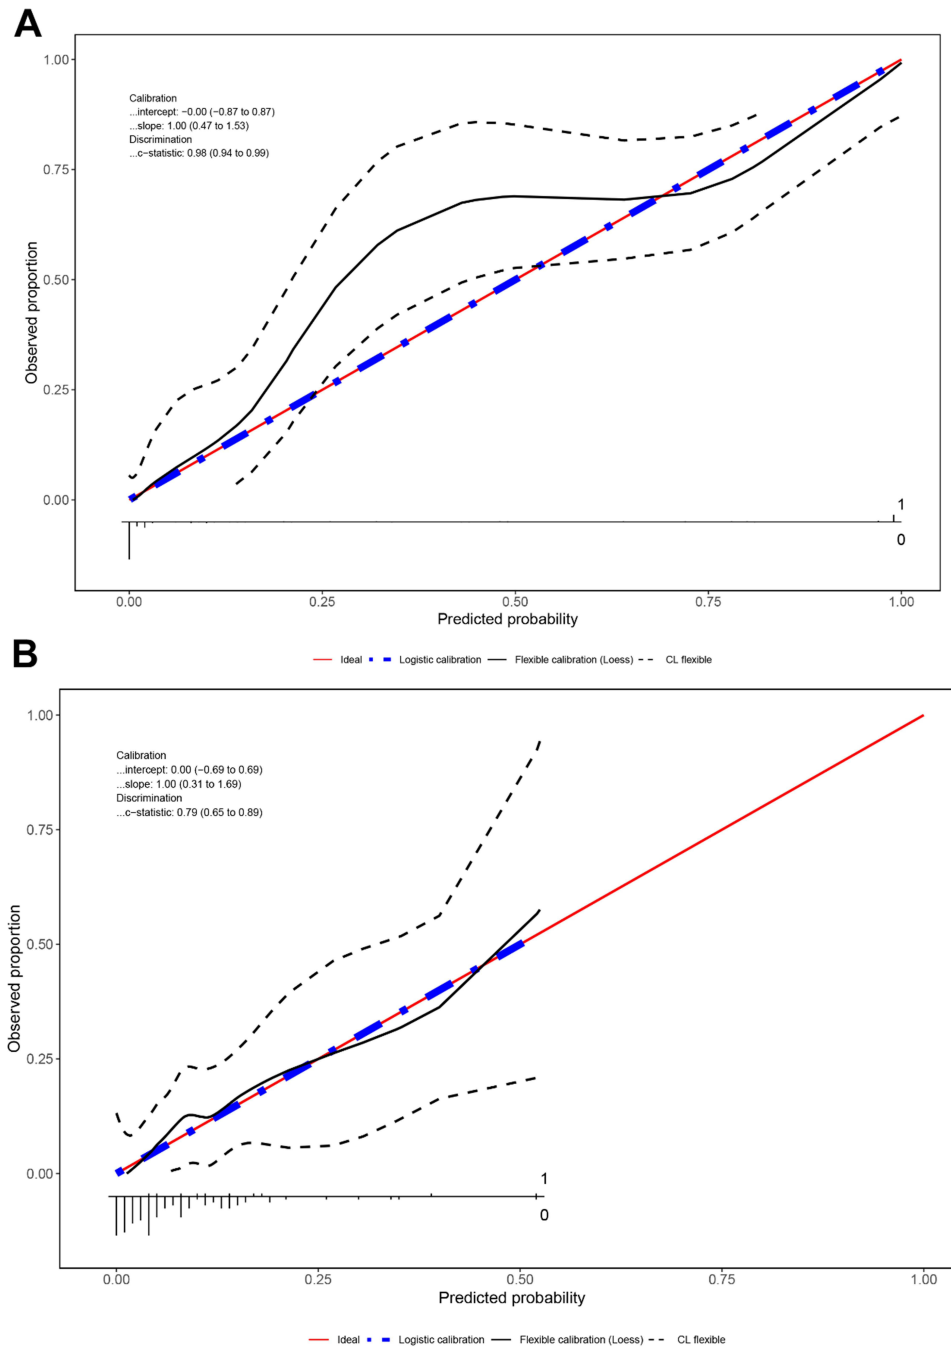 A
1.00
Calibration
...intercept: −0.00 (−0.87 to 0.87)
...slope: 1.00 (0.47 to 1.53)
Discrimination
...c−statistic: 0.98 (0.94 to 0.99)
0.75
Observed proportion
0.50
0.25
0.00
1
0
0.00 0.25 0.50 0.75 1.00
Predicted probability
Ideal Logistic calibration Flexible calibration (Loess) CL flexible
B
1.00
Calibration
...intercept: 0.00 (−0.69 to 0.69)
...slope: 1.00 (0.31 to 1.69)
Discrimination
...c−statistic: 0.79 (0.65 to 0.89)
0.75
Observed proportion
0.50
0.25
0.00
1
0
0.00 0.25 0.50 0.75 1.00
Predicted probability
Ideal Logistic calibration Flexible calibration (Loess) CL flexible